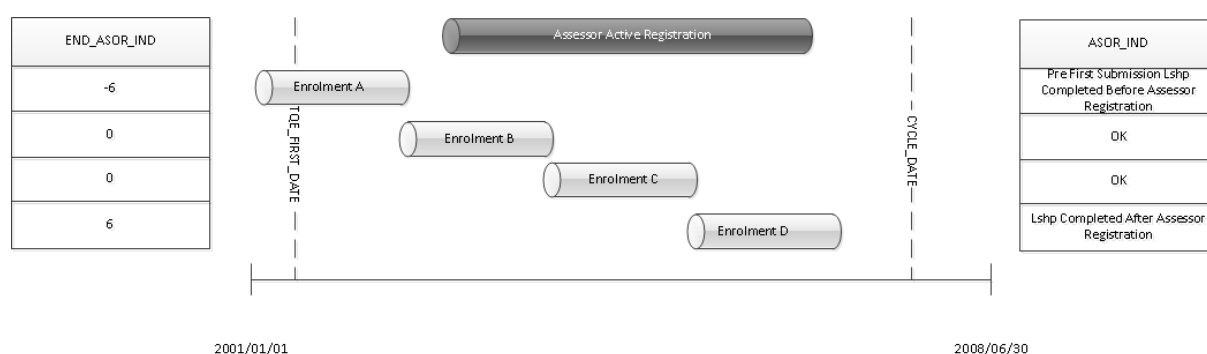 END_ASOR_IND
-6
0
0
6
Assessor Active Registration
Enrolment A
Enrolment B
Enrolment C
Enrolment D
TQE_FIRST_DATE
CYCLE_DATE
ASOR_IND
Pre First Submission Lshp
Completed Before Assessor
Registration
OK
OK
Lshp Completed After Assessor
Registration
2001/01/01
2008/06/30